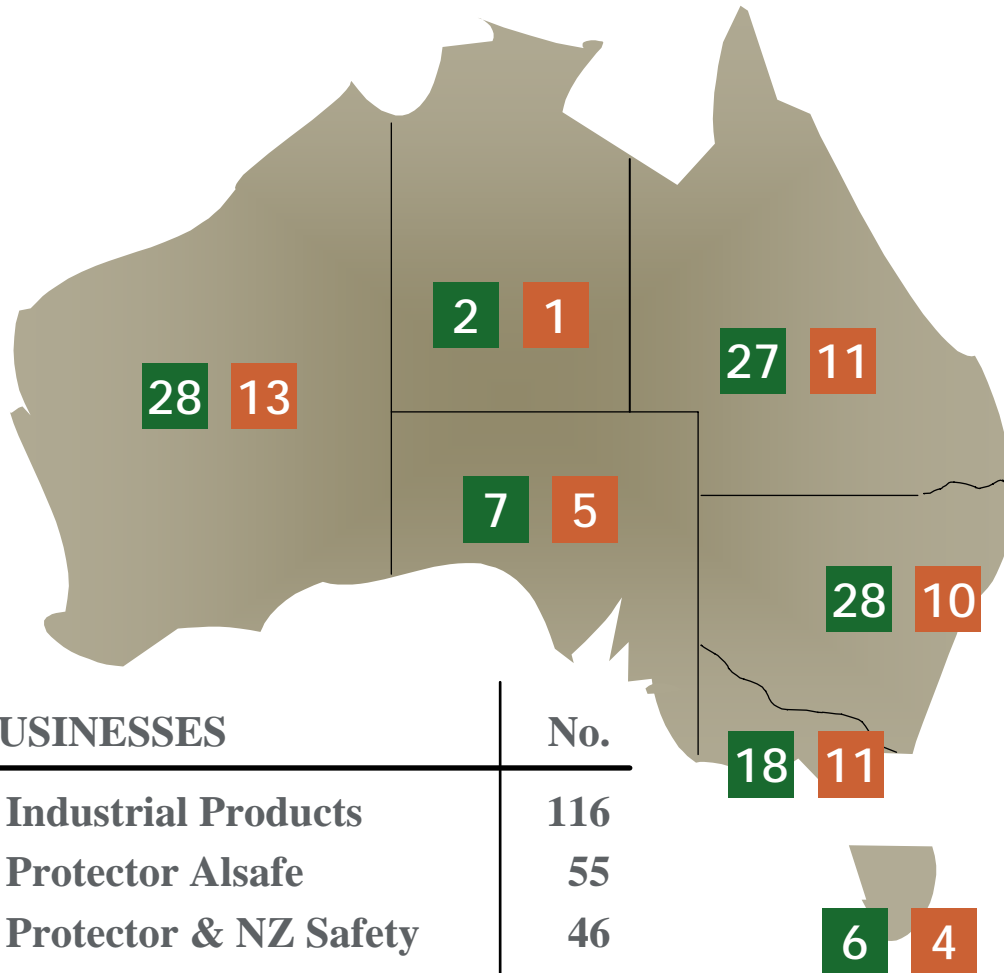 2 1
27 11
28 13
7 5
28 10
USINESSES No.
18 11
Industrial Products 116
Protector Alsafe 55
Protector & NZ Safety 46
6 4